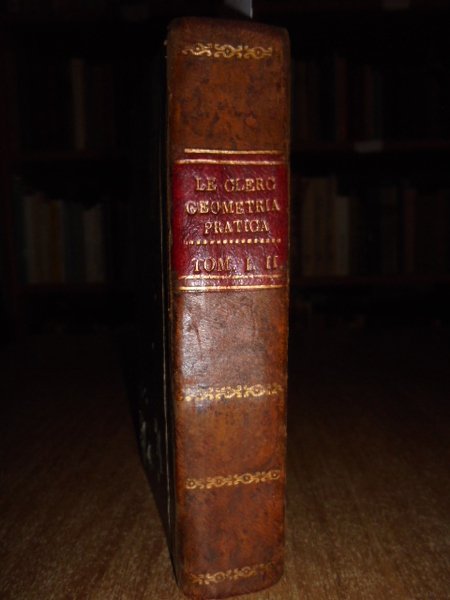 LE CLERC
GEOMETRIA
PRATICA
TOM. I. II